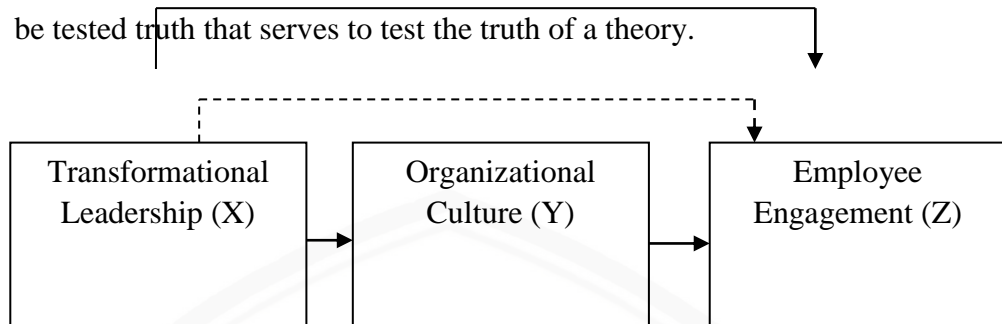 be tested truth that serves to test the truth of a theory.
Transformational
Leadership (X)
Organizational
Culture (Y)
Employee
Engagement (Z)